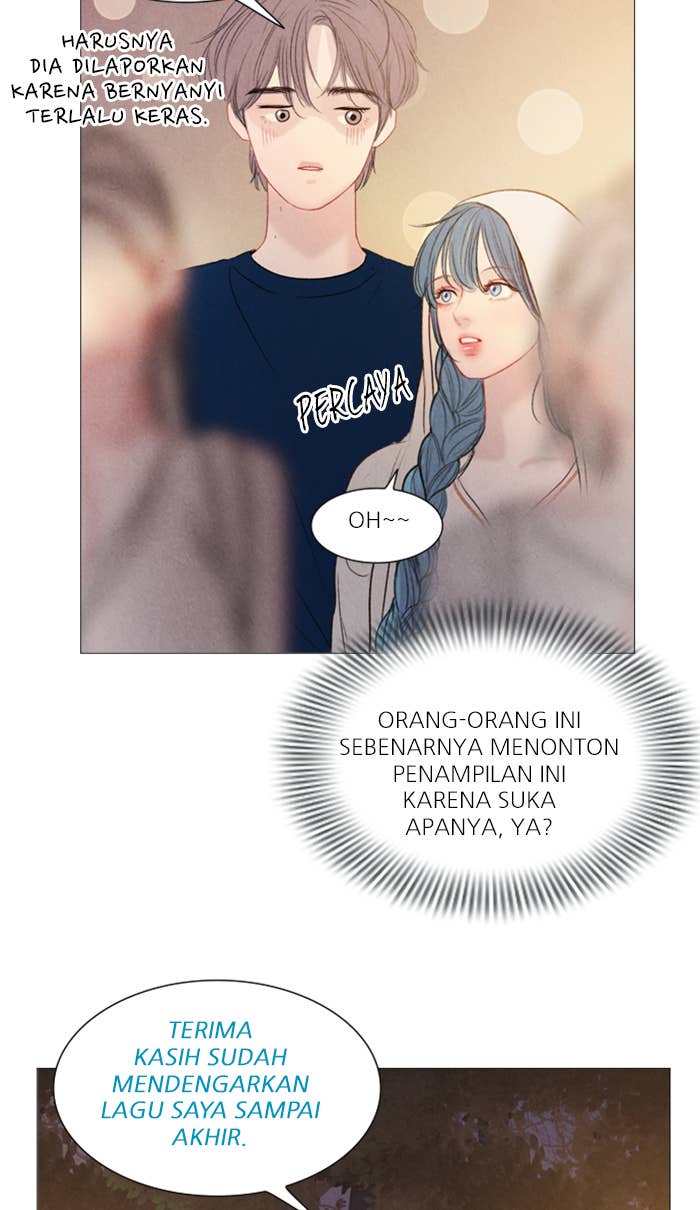 HARUSNYA
DIA DILAPORKAN
KARENA BERNYANYI
TERLALU KERAS.
PERCAYA
OH~~
ORANG-ORANG INI
SEBENARNYA MENONTON
PENAMPILAN INI
KARENA SUKA
APANYA, YA?
TERIMA
KASIH SUDAH
MENDENGARKAN
LAGU SAYA SAMPAI
AKHIR.